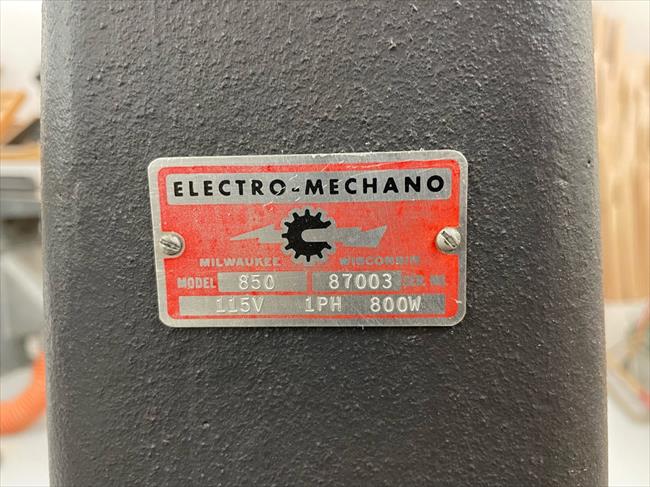 ELECTRO-MECHANO
MILWAUKEE WISCONSIN
MODEL 850 87003 SER. NO.
115V 1PH 800W